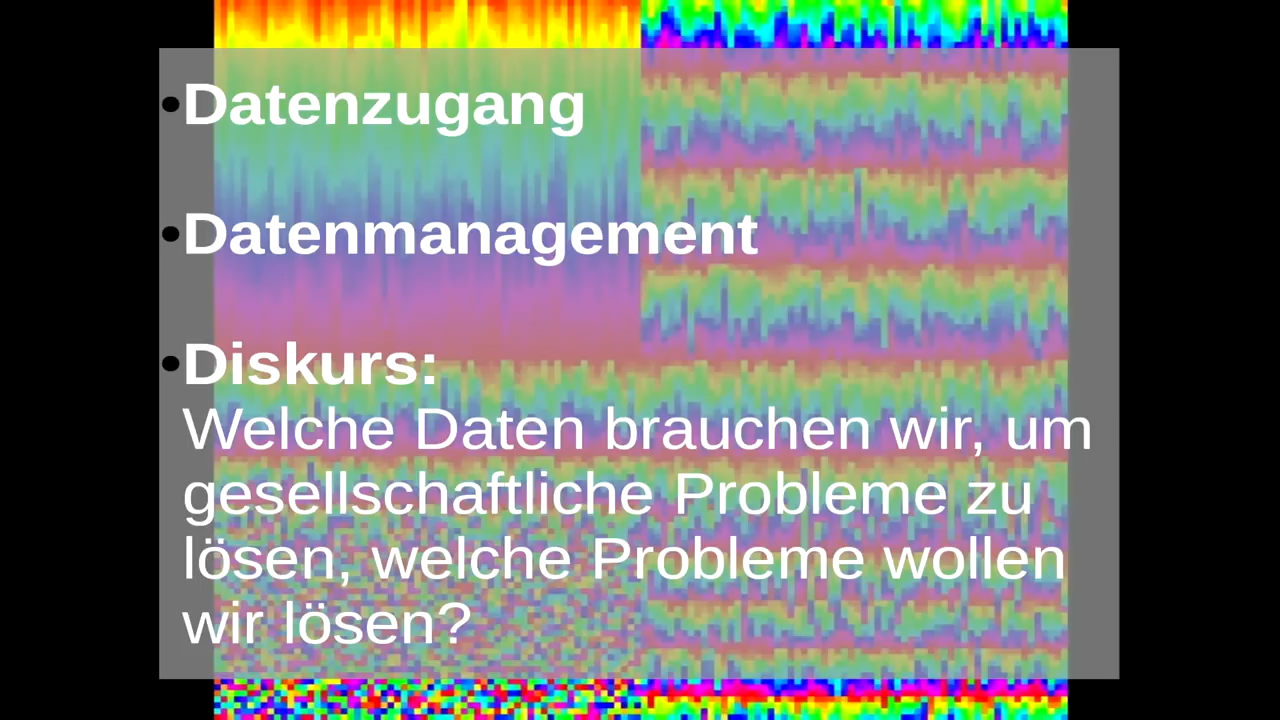 •Datenzugang
•Datenmanagement
•Diskurs:
Welche Daten brauchen wir, um
gesellschaftliche Probleme zu
lösen, welche Probleme wollen
wir lösen?